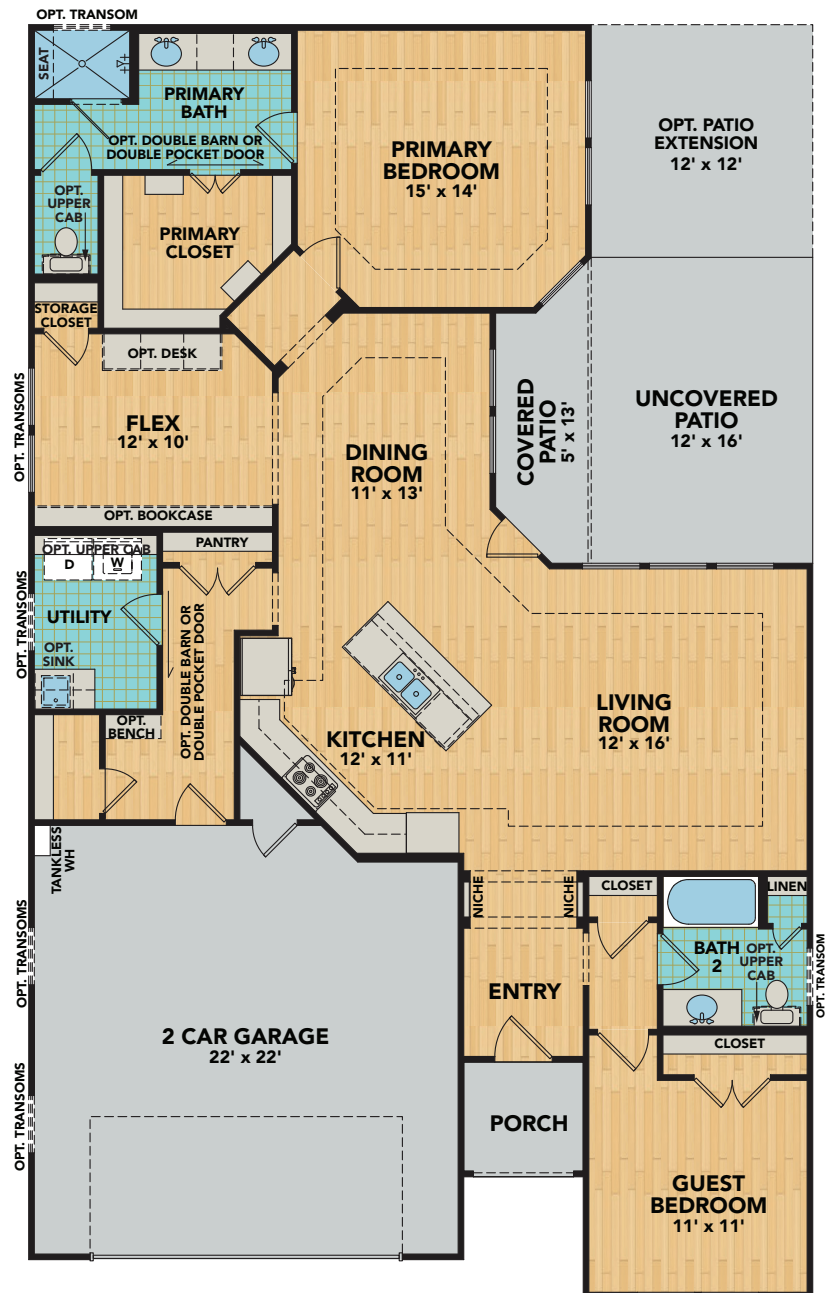 OPT. TRANSOM
SEAT
PRIMARY
BATH
OPT. DOUBLE BARN OR
DOUBLE POCKET DOOR
OPT.
UPPER
CAB
PRIMARY
CLOSET
PRIMARY
BEDROOM
15' x 14'
OPT. PATIO
EXTENSION
12' x 12'
STORAGE
CLOSET
OPT. DESK
OPT. TRANSOMS
FLEX
12' x 10'
OPT. BOOKCASE
DINING
ROOM
11' x 13'
COVERED
PATIO
5' x 13'
UNCOVERED
PATIO
12' x 16'
OPT. UPPER CAB
D
W
PANTRY
OPT. TRANSOMS
UTILITY
OPT.
SINK
OPT. DOUBLE BARN OR
DOUBLE POCKET DOOR
OPT.
BENCH
KITCHEN
12' x 11'
LIVING
ROOM
12' x 16'
TANKLESS
WH
NICHE
NICHE
CLOSET
LINEN
OPT. TRANSOMS
BATH
2
OPT.
UPPER
CAB
OPT. TRANSOM
ENTRY
2 CAR GARAGE
22' x 22'
CLOSET
OPT. TRANSOMS
PORCH
GUEST
BEDROOM
11' x 11'